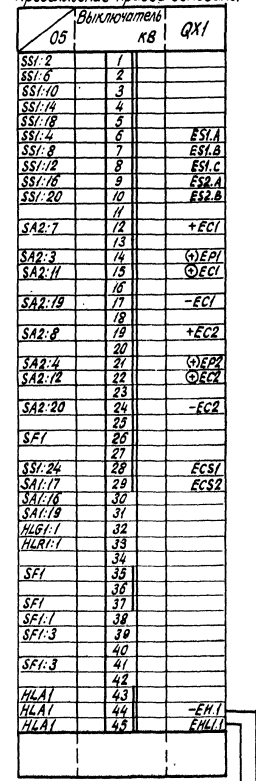 Выключатель
05 КВ QX1
SS1:2 1
SS1:6 2
SS1:10 3
SS1:14 4
SS1:18 5
SS1:4 6 ES1.A
SS1:8 7 ES1.B
SS1:12 8 ES1.C
SS1:16 9 ES2.A
SS1:20 10 ES2.B
11
SA2:7 12 +EC1
13
SA2:3 14 (+)EP1
SA2:11 15 (+)EC1
16
SA2:19 17 -EC1
18
SA2:8 19 +EC2
20
SA2:4 21 (+)EP2
SA2:12 22 (+)EC2
23
SA2:20 24 -EC2
25
SF1 26
27
SS1:24 28 ECS1
SA1:17 29 ECS2
SA1:16 30
SA1:19 31
HLG1:1 32
HLR1:1 33
34
SF1 35
36
SF1 37
SF1:1 38
SF1:3 39
40
SF1:3 41
42
HLA1 43
HLA1 44 -EH.1
HLA1 45 EHL1.1